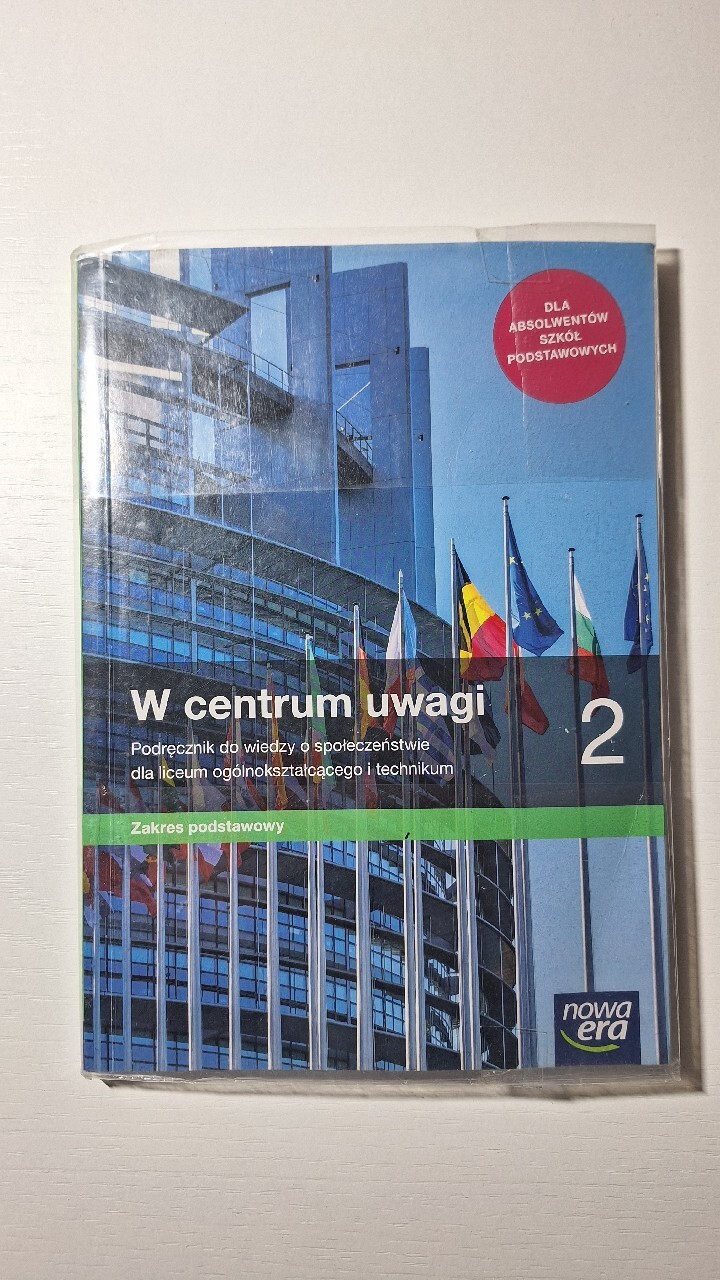 DLA
ABSOLWENTÓW
SZKÓŁ
PODSTAWOWYCH
W centrum uwagi
2
Podręcznik do wiedzy o społeczeństwie
dla liceum ogólnokształcącego i technikum
Zakres podstawowy
nowa
era